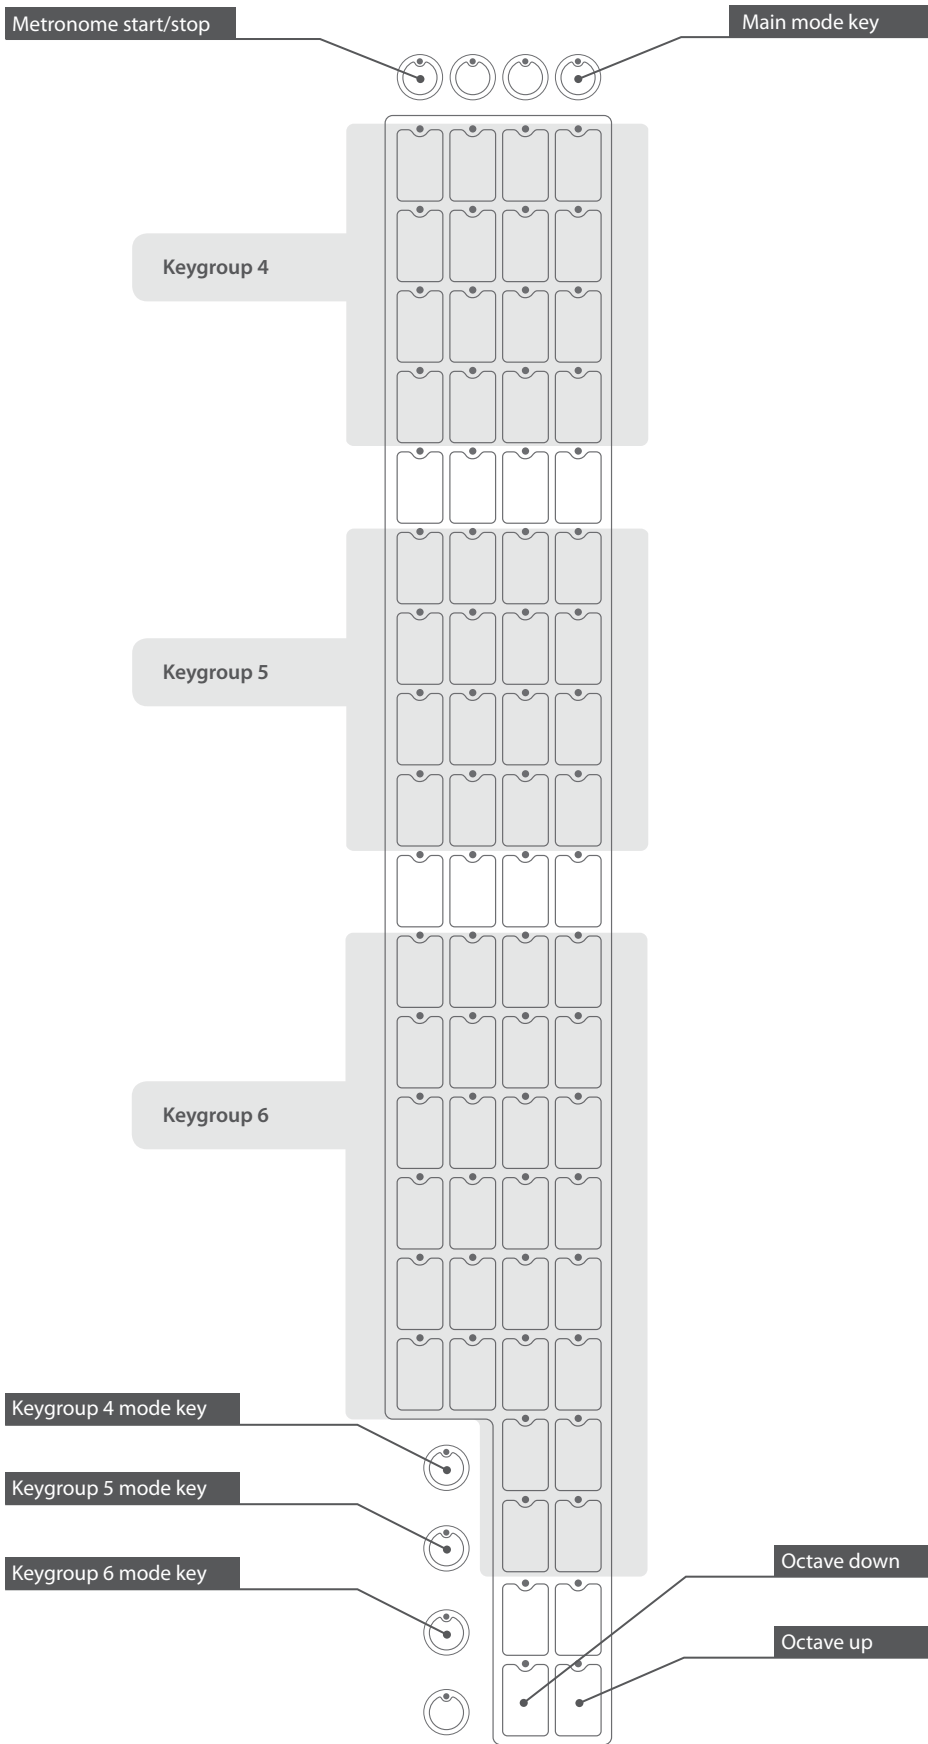 Metronome start/stop
Main mode key
Keygroup 4
Keygroup 5
Keygroup 6
Keygroup 4 mode key
Keygroup 5 mode key
Octave down
Keygroup 6 mode key
Octave up